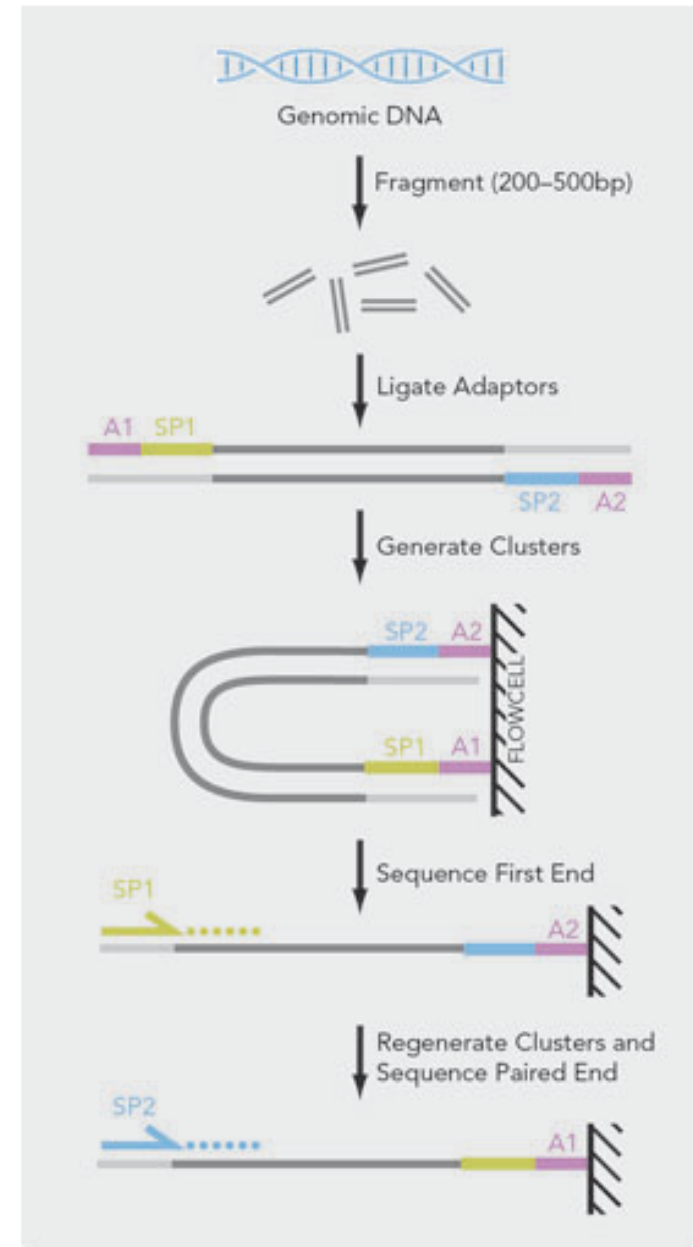 Genomic DNA
Fragment (200–500bp)
Ligate Adaptors
A1 SP1
SP2 A2
Generate Clusters
SP2 A2
FLOWCELL
SP1 A1
Sequence First End
SP1
A2
Regenerate Clusters and
Sequence Paired End
SP2
A1